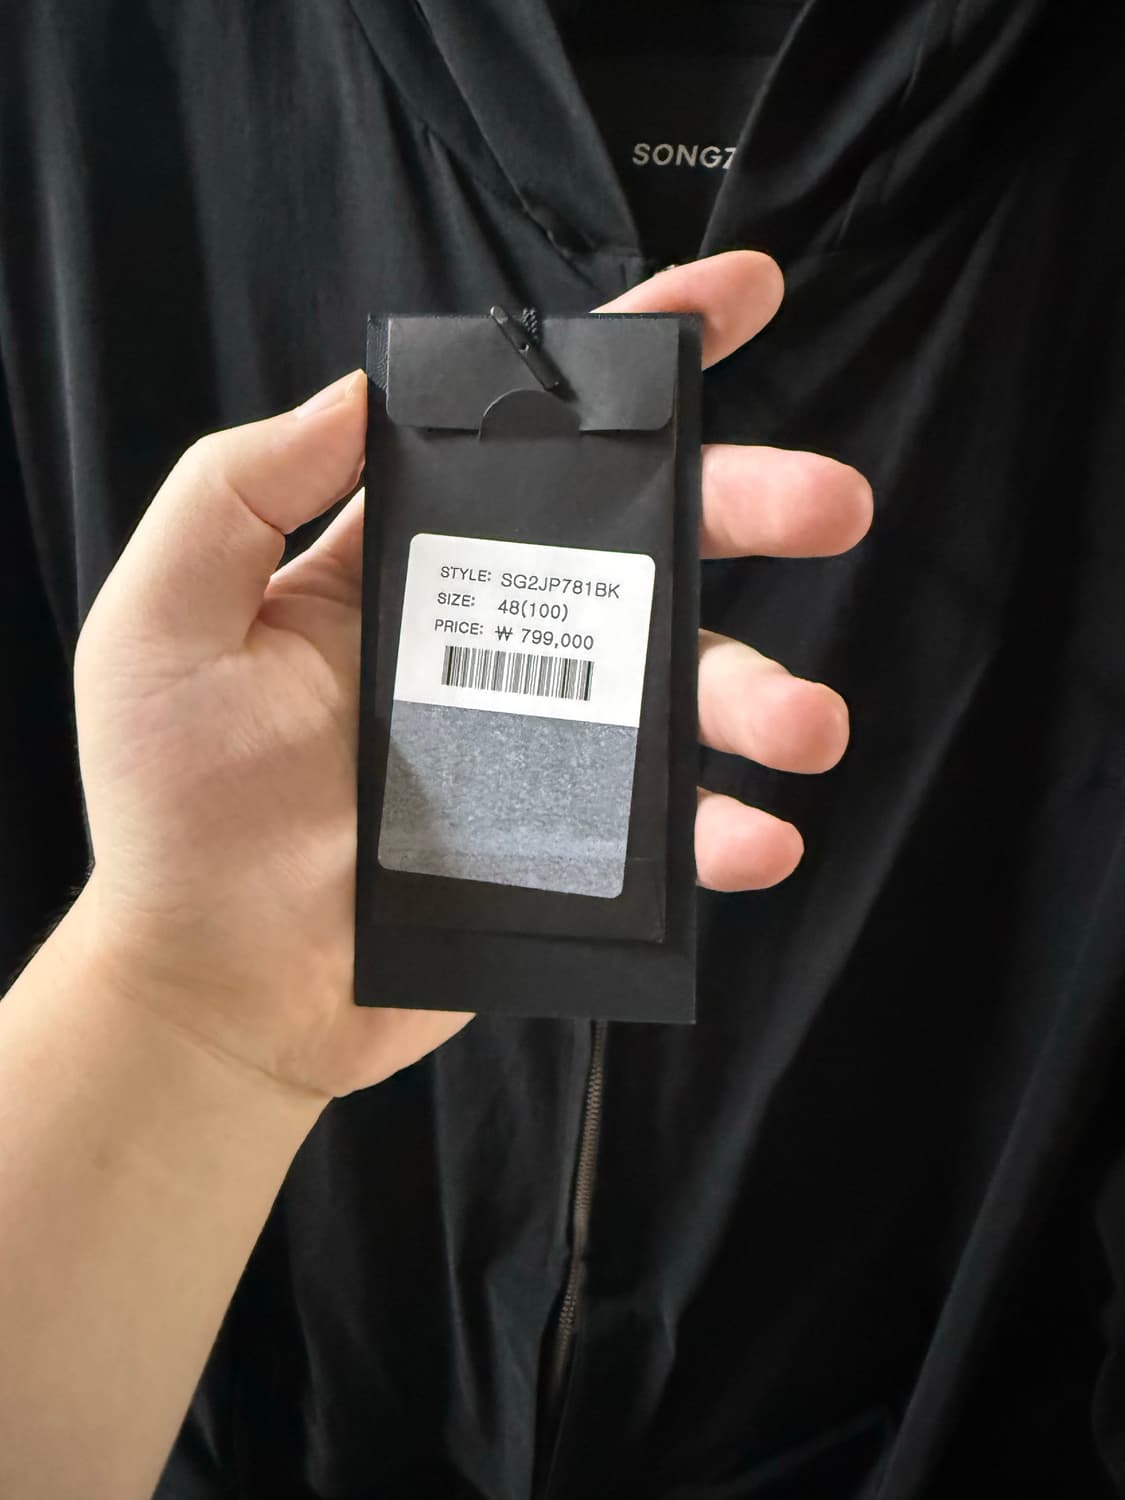 SONGZ
STYLE: SG2JP781BK
SIZE: 48(100)
PRICE: ₩ 799,000